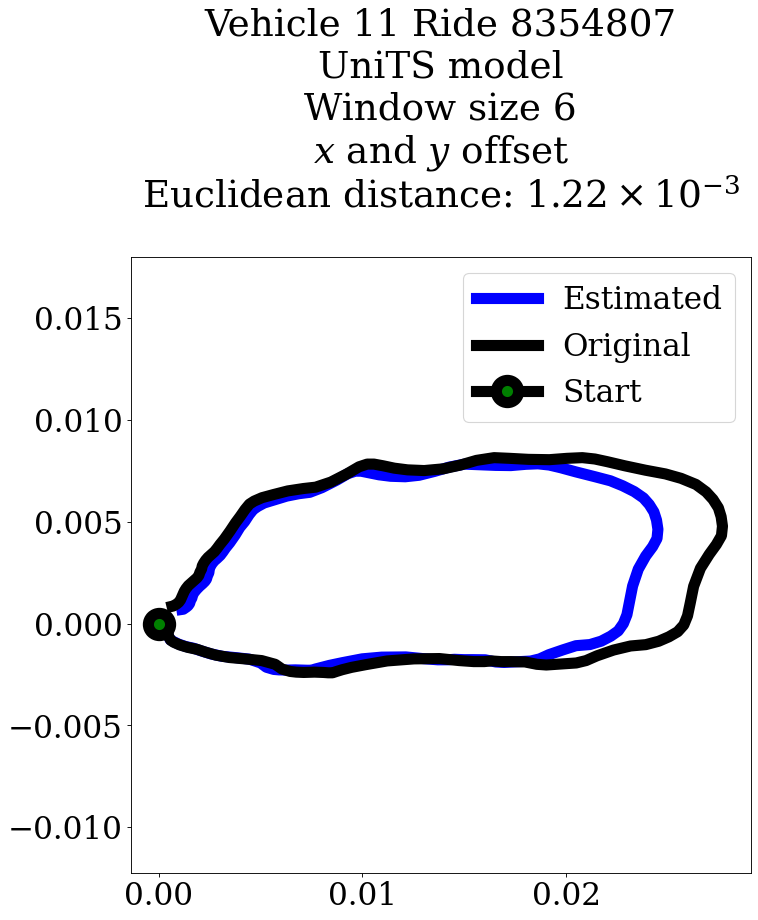 Vehicle 11 Ride 8354807
UniTS model
Window size 6
x and y offset
Euclidean distance: 1.22 × 10⁻³
Estimated
Original
Start
0.015
0.010
0.005
0.000
−0.005
−0.010
0.00 0.01 0.02